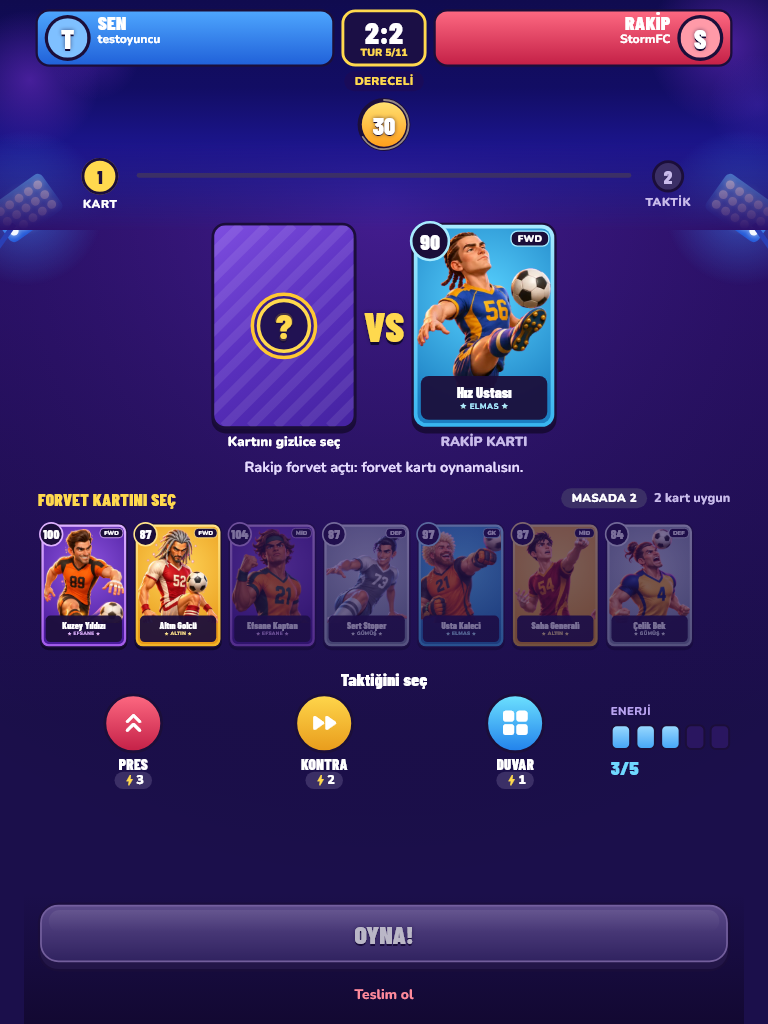 T
SEN
testoyuncu
2:2
TUR 5/11
RAKİP
StormFC
S
DERECELİ
30
1
KART
2
TAKTİK
?
VS
90
FWD
56
Hız Ustası
★ ELMAS ★
Kartını gizlice seç
RAKİP KARTI
Rakip forvet açtı: forvet kartı oynamalısın.
FORVET KARTINI SEÇ
MASADA 2
2 kart uygun
100
FWD
89
Kuzey Yıldızı
★ EFSANE ★
87
FWD
52
Altın Golcü
★ ALTIN ★
104
MID
21
Efsane Kaptan
★ EFSANE ★
97
DEF
73
Sert Stoper
★ GÜMÜŞ ★
97
GK
21
Usta Kaleci
★ ELMAS ★
87
MID
54
Saha Generali
★ ALTIN ★
84
DEF
4
Çelik Bek
★ GÜMÜŞ ★
Taktiğini seç
PRES
3
KONTRA
2
DUVAR
1
ENERJİ
3/5
OYNA!
Teslim ol